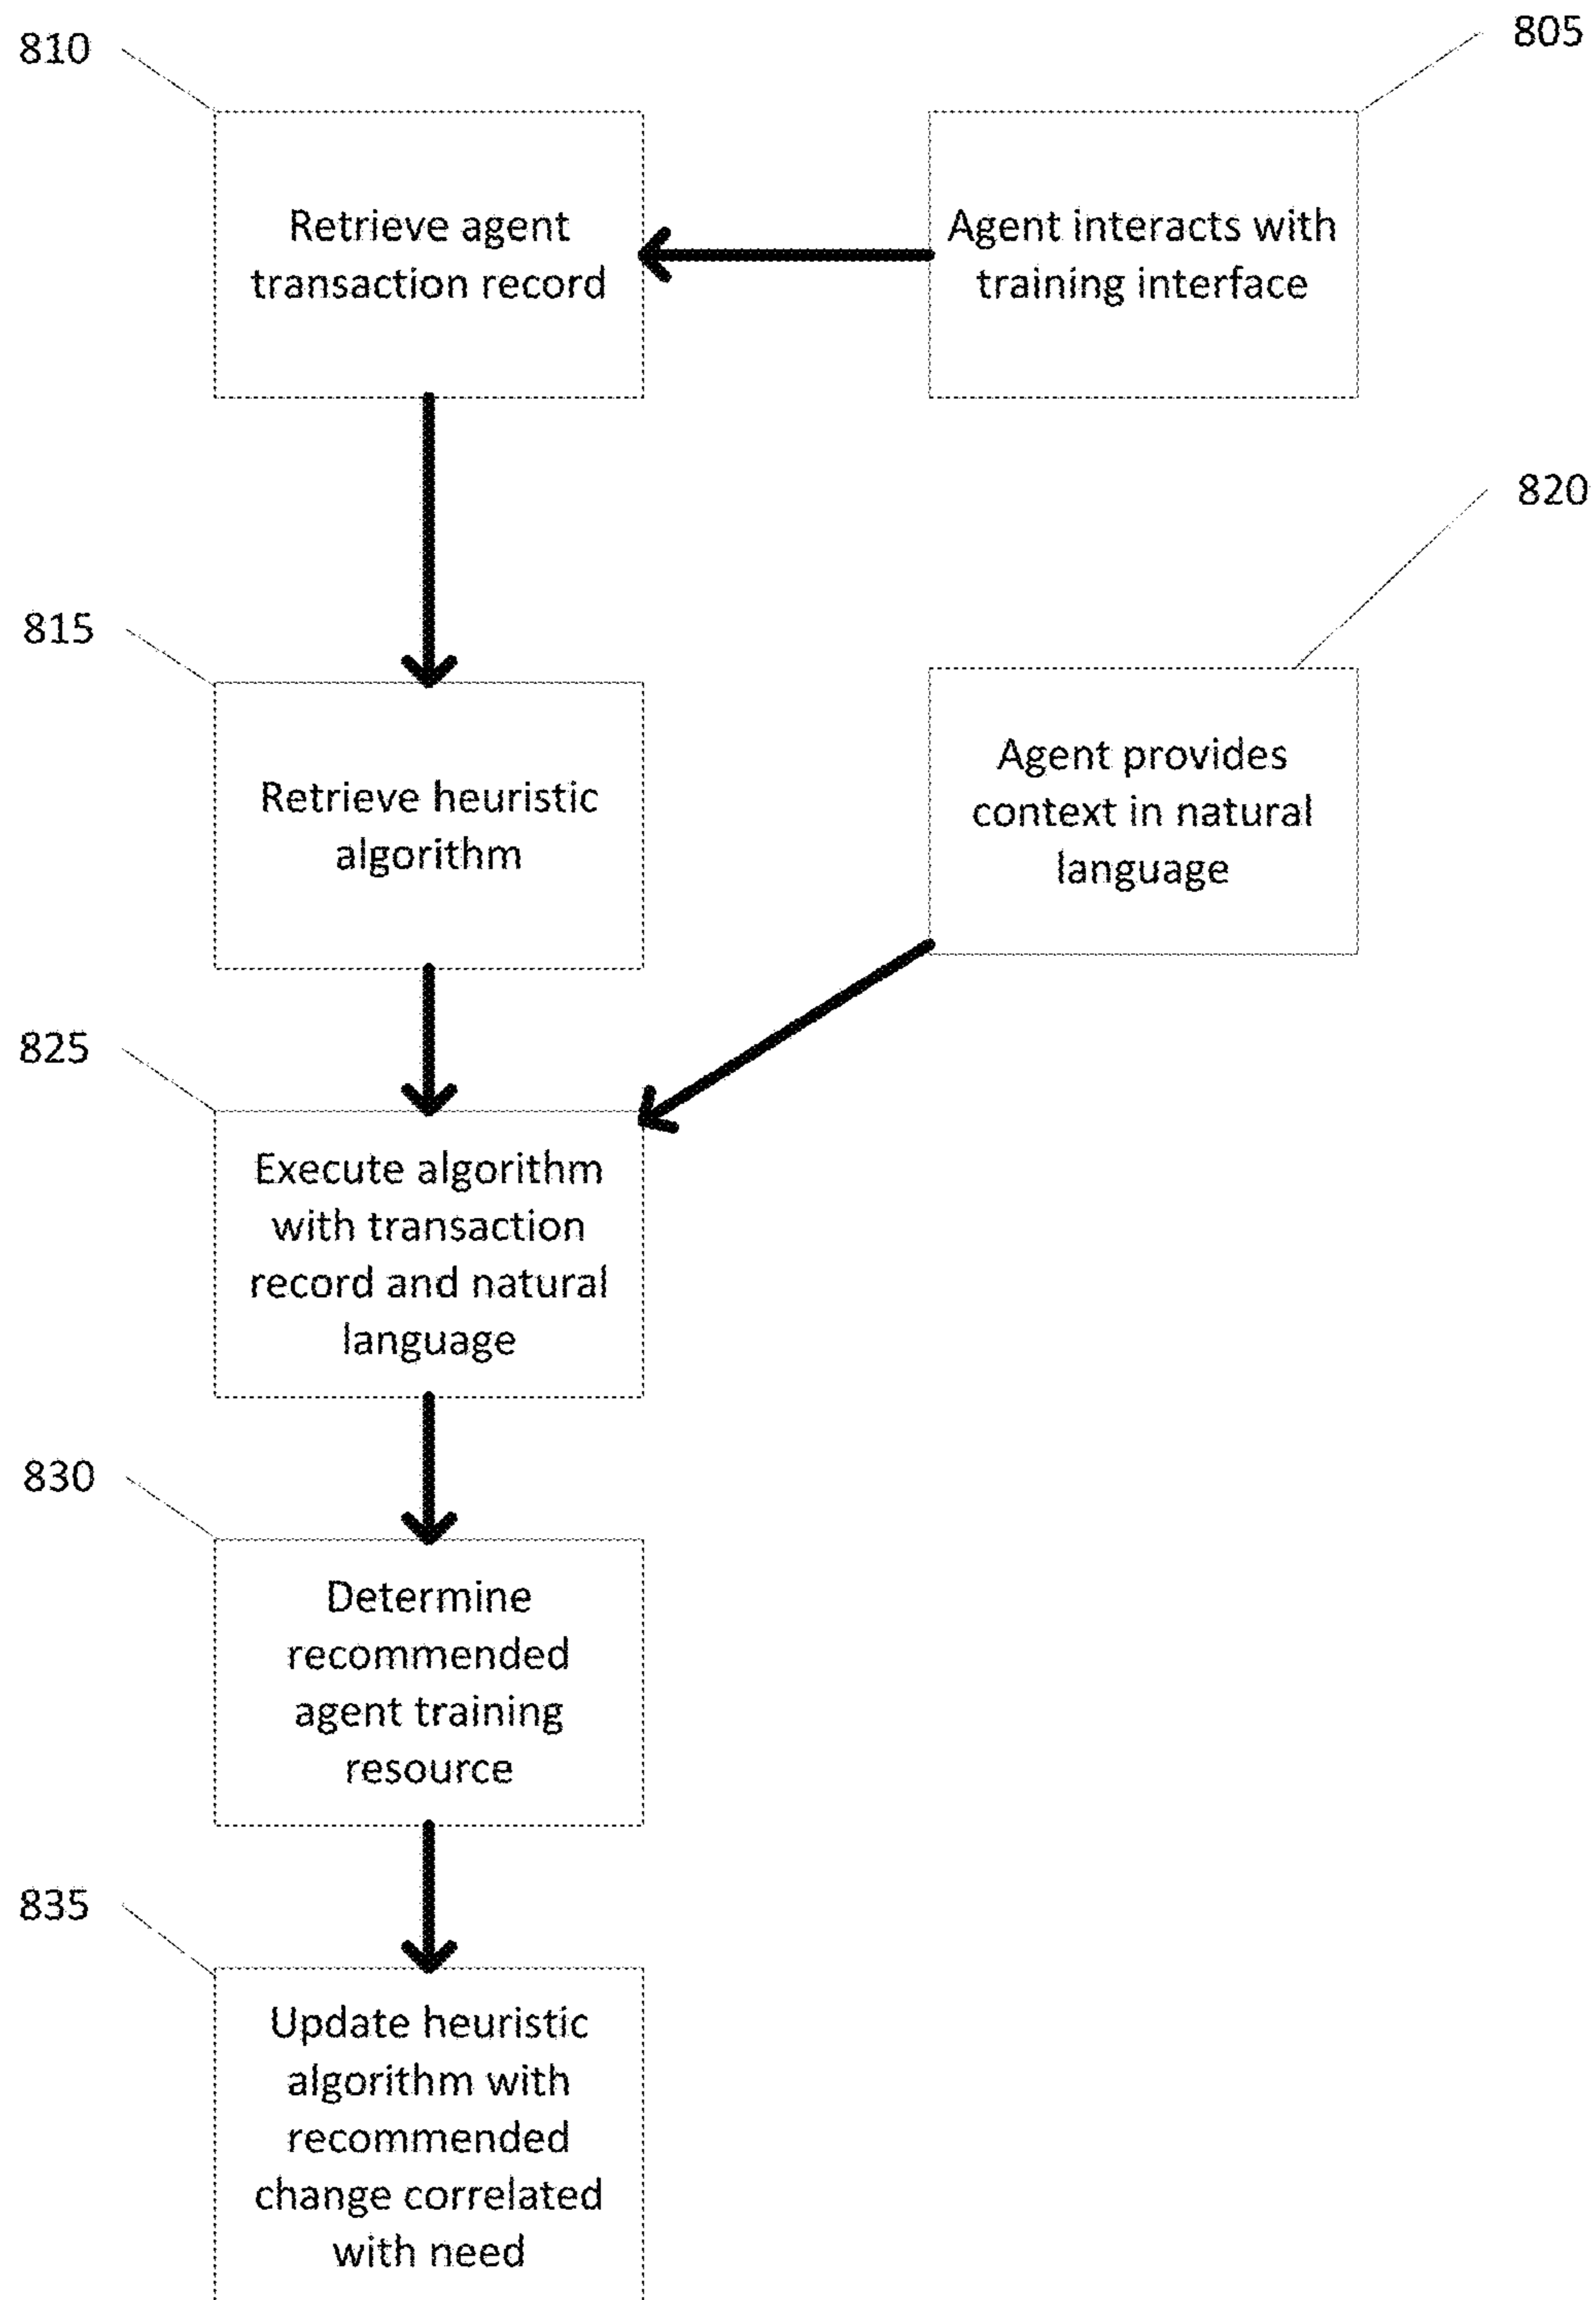 810
805
Retrieve agent
transaction record
Agent interacts with
training interface
820
815
Retrieve heuristic
algorithm
Agent provides
context in natural
language
825
Execute algorithm
with transaction
record and natural
language
830
Determine
recommended
agent training
resource
835
Update heuristic
algorithm with
recommended
change correlated
with need